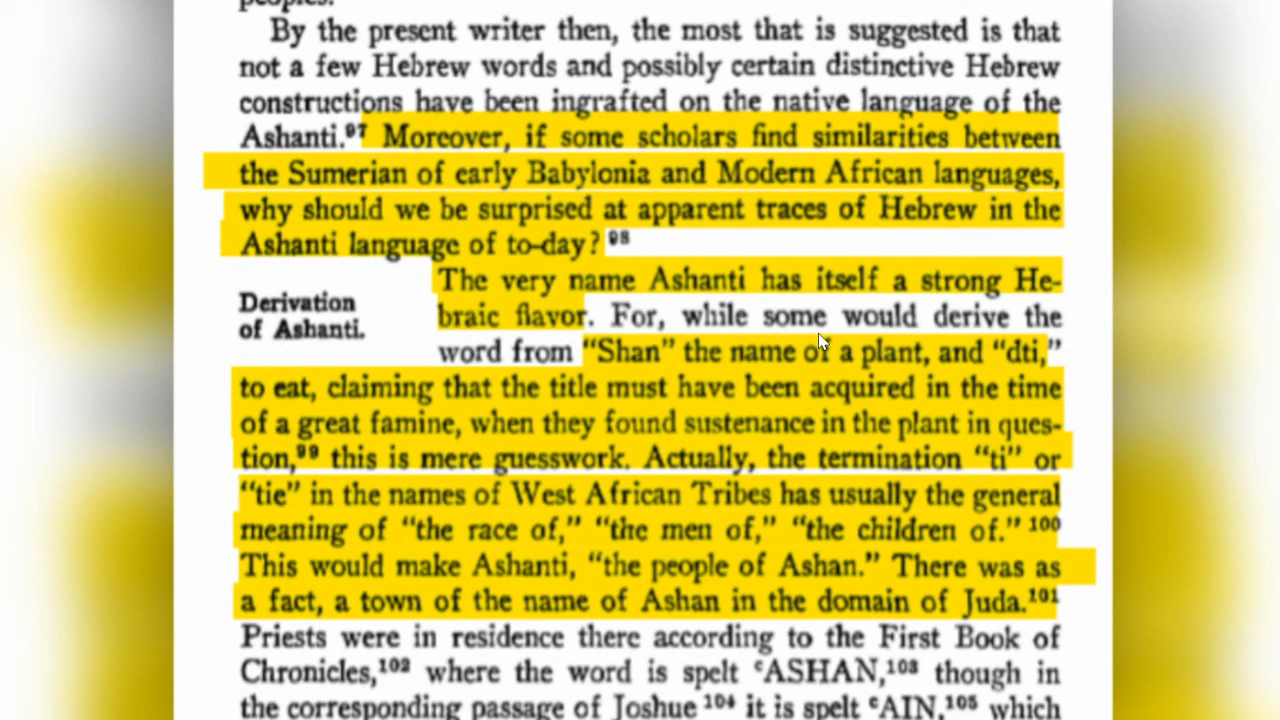 peoples.
By the present writer then, the most that is suggested is that
not a few Hebrew words and possibly certain distinctive Hebrew
constructions have been ingrafted on the native language of the
Ashanti.⁹⁷ Moreover, if some scholars find similarities between
the Sumerian of early Babylonia and Modern African languages,
why should we be surprised at apparent traces of Hebrew in the
Ashanti language of to-day?⁹⁸
The very name Ashanti has itself a strong He-
Derivation
of Ashanti.
braic flavor. For, while some would derive the
word from “Shan” the name of a plant, and “dti,”
to eat, claiming that the title must have been acquired in the time
of a great famine, when they found sustenance in the plant in ques-
tion,⁹⁹ this is mere guesswork. Actually, the termination “ti” or
“tie” in the names of West African Tribes has usually the general
meaning of “the race of,” “the men of,” “the children of.”¹⁰⁰
This would make Ashanti, “the people of Ashan.” There was as
a fact, a town of the name of Ashan in the domain of Juda.¹⁰¹
Priests were in residence there according to the First Book of
Chronicles,¹⁰² where the word is spelt ‘ASHAN,¹⁰³ though in
the corresponding passage of Joshue¹⁰⁴ it is spelt ‘AIN,¹⁰⁵ which